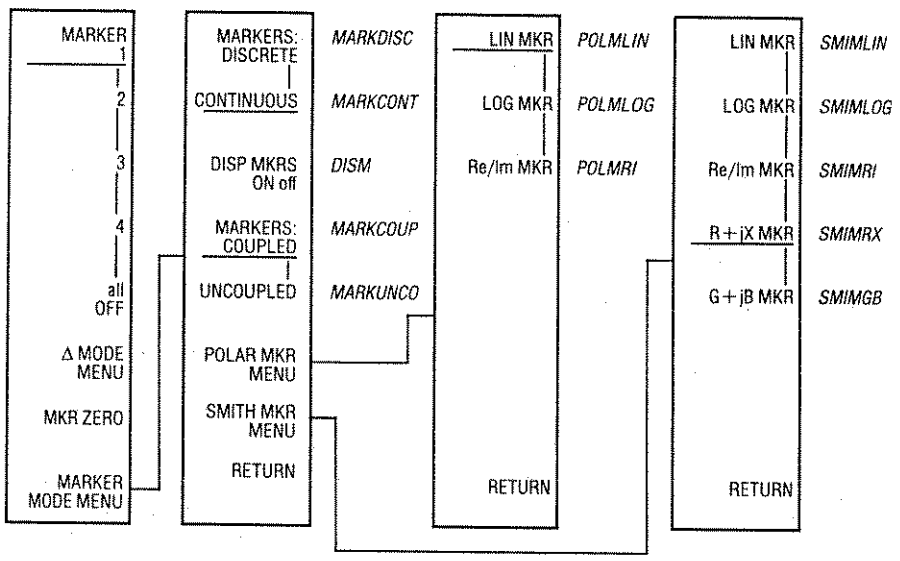 MARKER
1
2
3
4
all
OFF
Δ MODE
MENU
MKR ZERO
MARKER
MODE MENU
MARKERS:
DISCRETE
MARKDISC
CONTINUOUS
MARKCONT
DISP MKRS
ON off
DISM
MARKERS:
COUPLED
MARKCOUP
UNCOUPLED
MARKUNCO
POLAR MKR
MENU
SMITH MKR
MENU
RETURN
LIN MKR
POLMLIN
LOG MKR
POLMLOG
Re/Im MKR
POLMRI
RETURN
LIN MKR
SMIMLIN
LOG MKR
SMIMLOG
Re/Im MKR
SMIMRI
R+jX MKR
SMIMRX
G+jB MKR
SMIMGB
RETURN